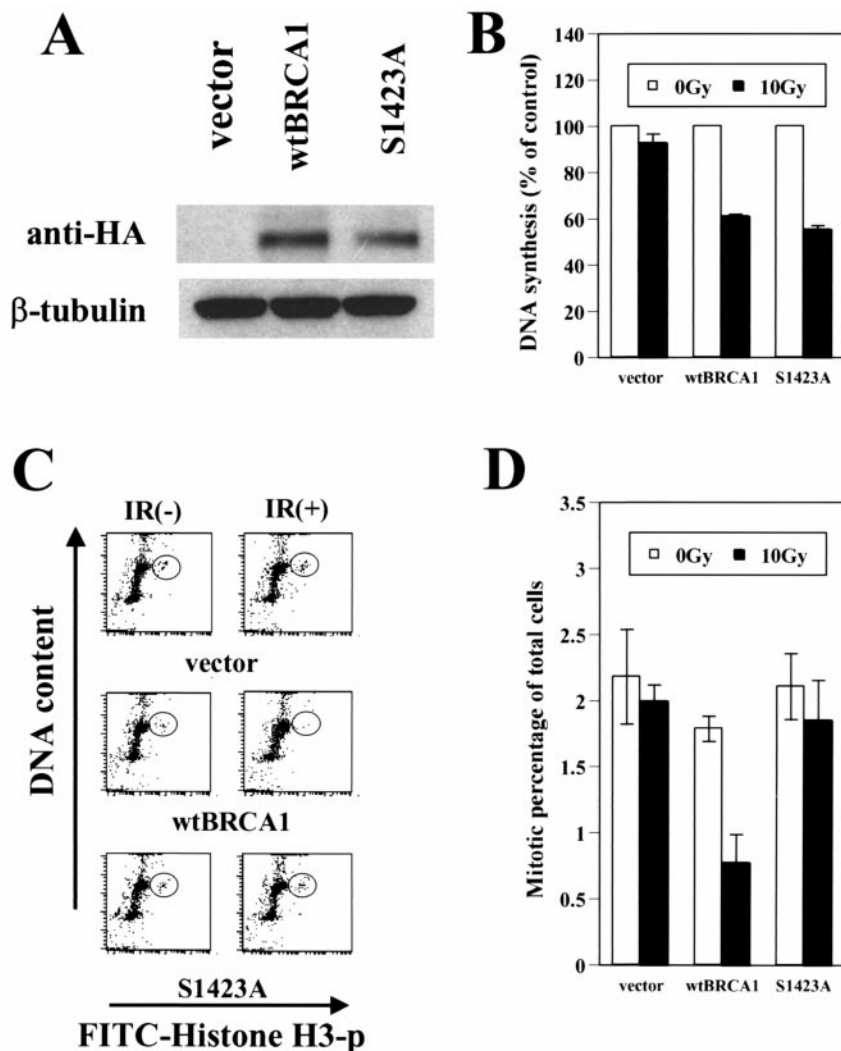 A
vector
wtBRCA1
S1423A
anti-HA
β-tubulin
B
DNA synthesis (% of control)
140
120
100
80
60
40
20
0
0Gy
10Gy
vector
wtBRCA1
S1423A
C
IR(-)
IR(+)
DNA content
vector
wtBRCA1
S1423A
FITC-Histone H3-p
D
Mitotic percentage of total cells
3.5
3
2.5
2
1.5
1
0.5
0
0Gy
10Gy
vector
wtBRCA1
S1423A